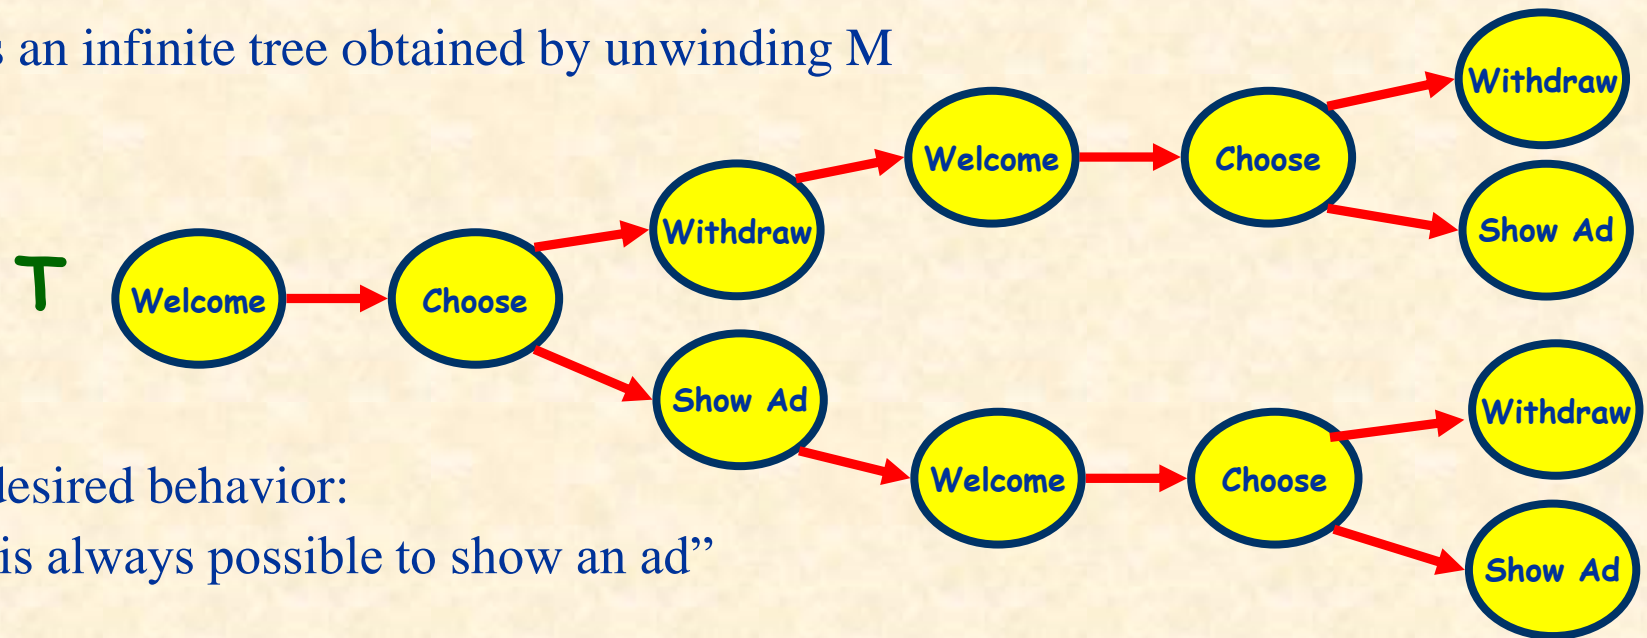 s an infinite tree obtained by unwinding M
Withdraw
Welcome
Choose
Withdraw
Show Ad
T
Welcome
Choose
Show Ad
Withdraw
Welcome
Choose
desired behavior:
is always possible to show an ad”
Show Ad